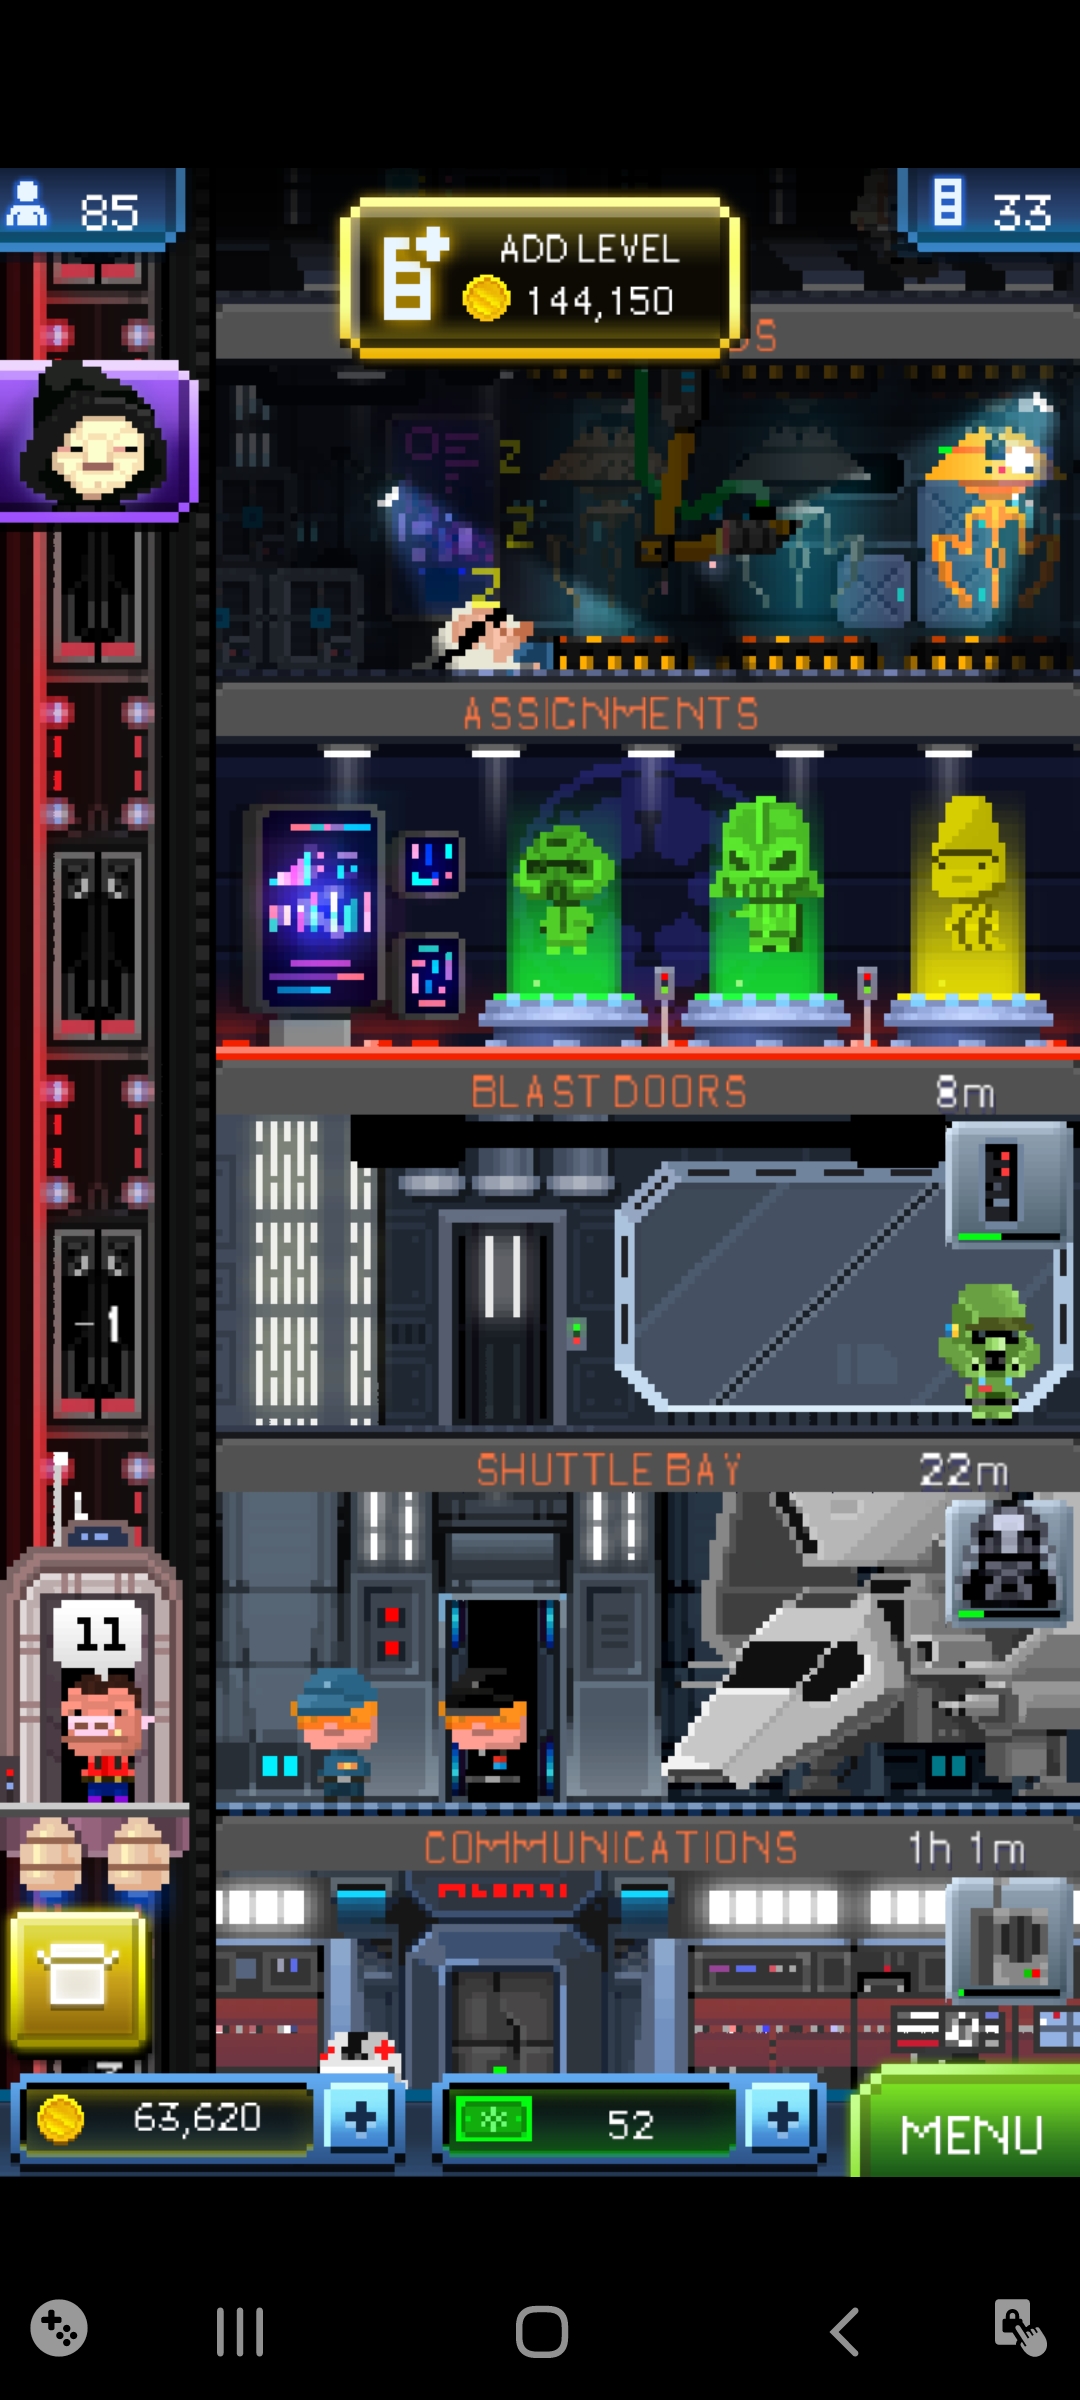 85
33
ADD LEVEL
144,150
Z
Z
Z
ASSIGNMENTS
BLAST DOORS 8m
-1
SHUTTLE BAY 22m
11
COMMUNICATIONS 1h 1m
63,620
52
MENU